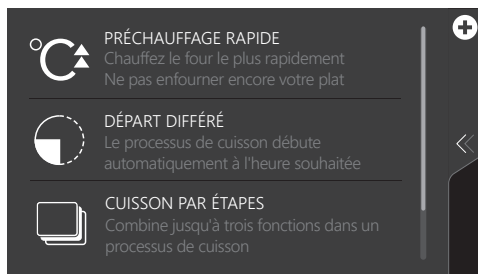 PRÉCHAUFFAGE RAPIDE
Chauffez le four le plus rapidement
Ne pas enfourner encore votre plat
DÉPART DIFFÉRÉ
Le processus de cuisson débute
automatiquement à l'heure souhaitée
CUISSON PAR ÉTAPES
Combine jusqu'à trois fonctions dans un
processus de cuisson